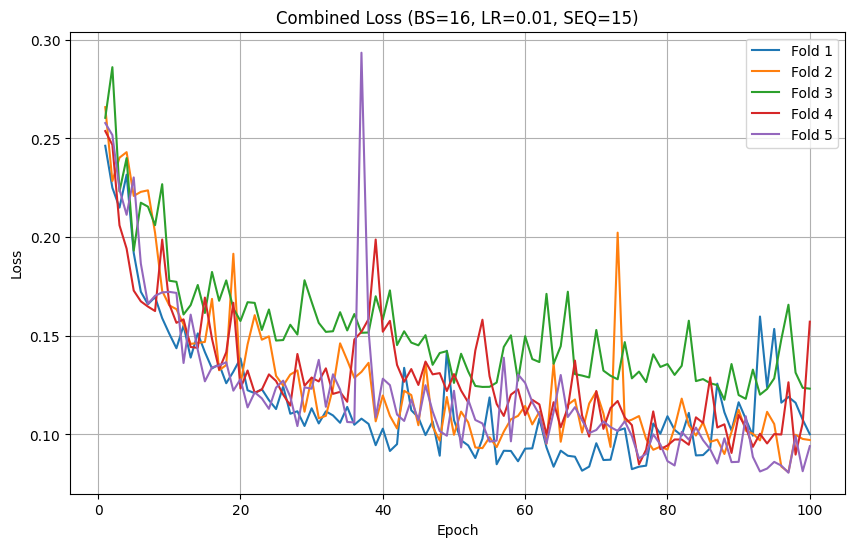 Combined Loss (BS=16, LR=0.01, SEQ=15)
0.30
0.25
0.20
0.15
0.10
Loss
0
20
40
60
80
100
Epoch
Fold 1
Fold 2
Fold 3
Fold 4
Fold 5